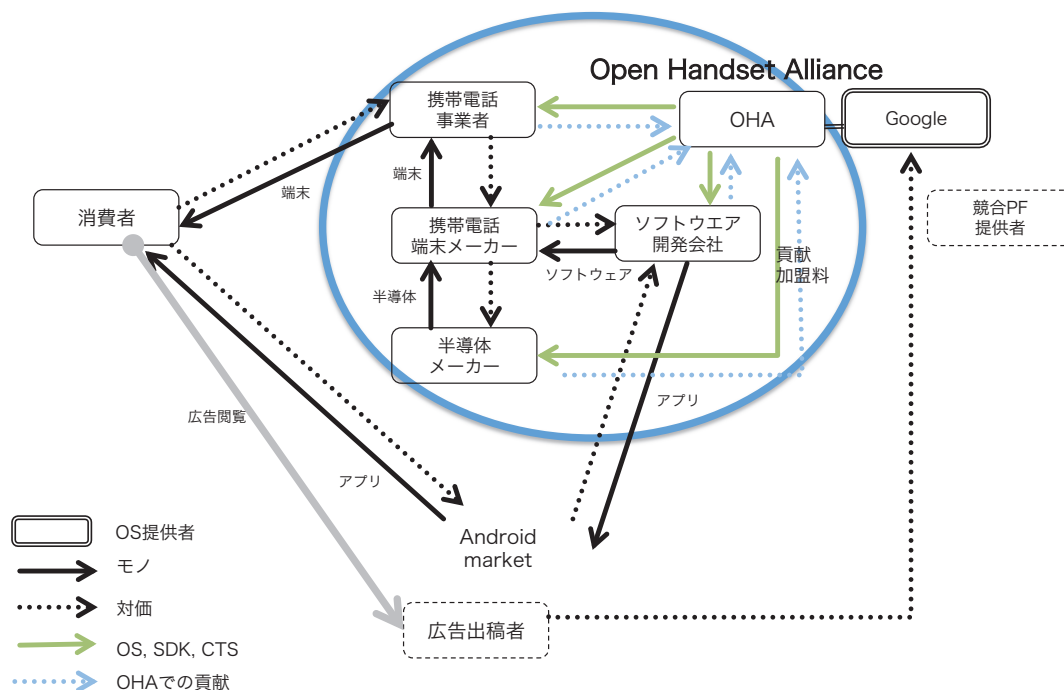 Open Handset Alliance
携帯電話
事業者
OHA
Google
端末
端末
消費者
携帯電話
端末メーカー
ソフトウエア
開発会社
競合PF
提供者
ソフトウェア
貢献
加盟料
半導体
半導体
メーカー
アプリ
広告閲覧
アプリ
Android
market
広告出稿者
OS提供者
モノ
対価
OS, SDK, CTS
OHAでの貢献